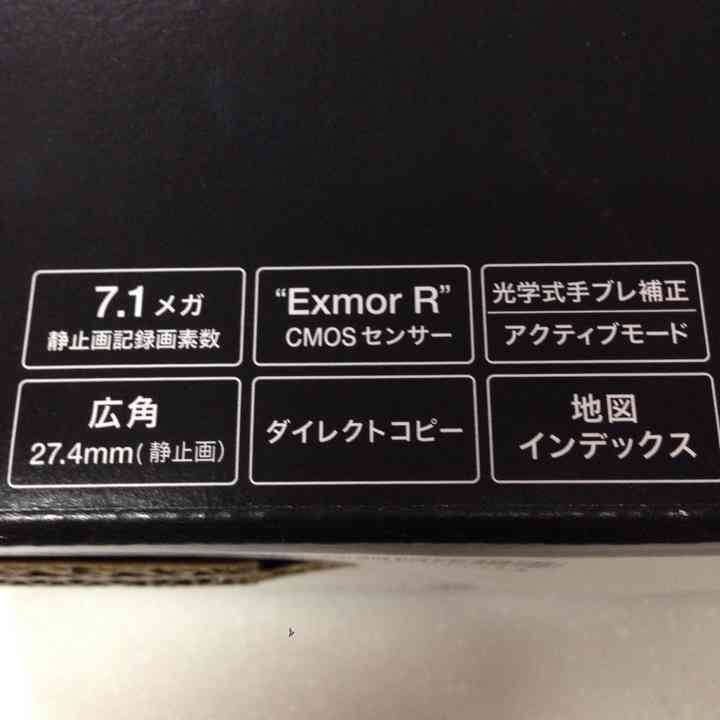 7.1メガ
静止画記録画素数
“Exmor R”
CMOSセンサー
光学式手ブレ補正
アクティブモード
広角
27.4mm(静止画)
ダイレクトコピー
地図
インデックス